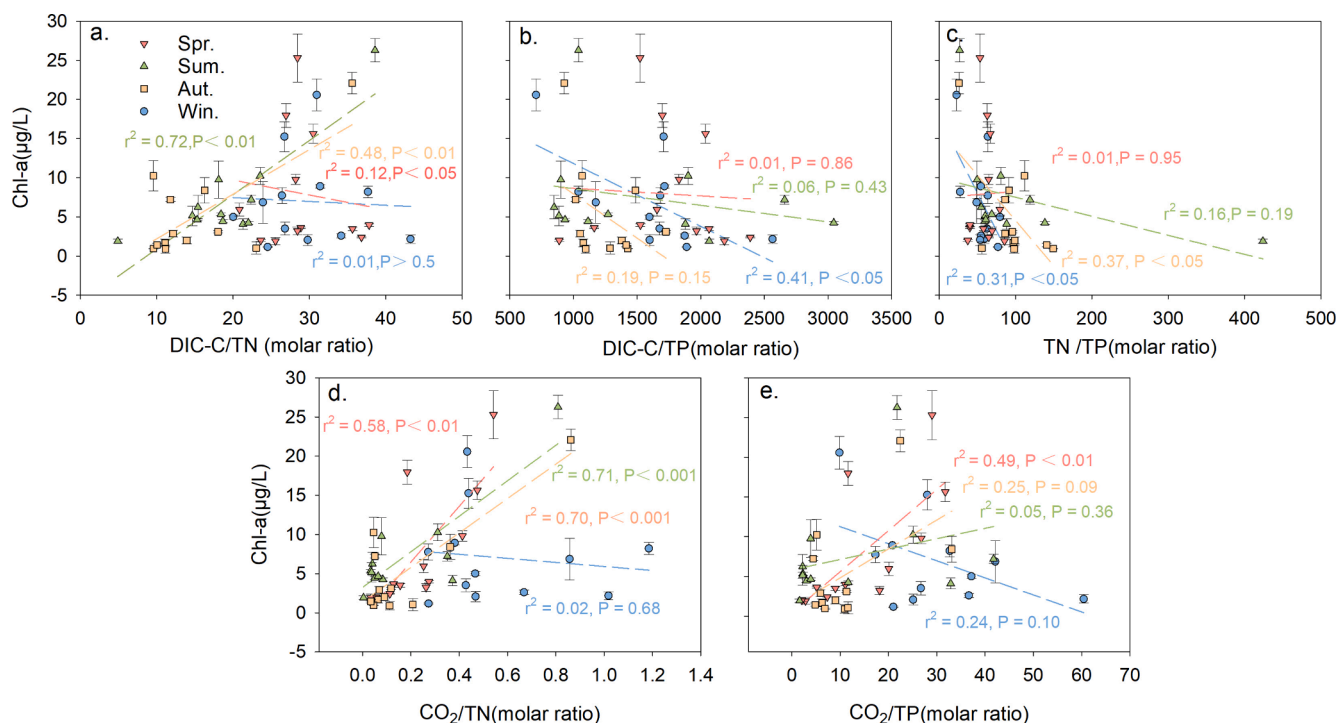 a.
Spr.
Sum.
Aut.
Win.
r² = 0.72,P< 0.01
r² = 0.48, P< 0.01
r² = 0.12,P< 0.05
r² = 0.01,P> 0.5
Chl-a(µg/L)
30
25
20
15
10
5
0
-5
0 10 20 30 40 50
DIC-C/TN (molar ratio)
b.
r² = 0.01, P = 0.86
r² = 0.06, P = 0.43
r² = 0.19, P = 0.15
r² = 0.41, P <0.05
500 1000 1500 2000 2500 3000 3500
DIC-C/TP(molar ratio)
c.
r² = 0.01, P = 0.95
r² = 0.16, P = 0.19
r² = 0.37, P < 0.05
r² = 0.31,P <0.05
0 100 200 300 400 500
TN /TP(molar ratio)
d.
r² = 0.58, P< 0.01
r² = 0.71, P< 0.001
r² = 0.70, P< 0.001
r² = 0.02, P = 0.68
Chl-a(µg/L)
30
25
20
15
10
5
0
-5
0.0 0.2 0.4 0.6 0.8 1.0 1.2 1.4
CO₂/TN(molar ratio)
e.
r² = 0.49, P < 0.01
r² = 0.25, P = 0.09
r² = 0.05, P = 0.36
r² = 0.24, P = 0.10
0 10 20 30 40 50 60 70
CO₂/TP(molar ratio)